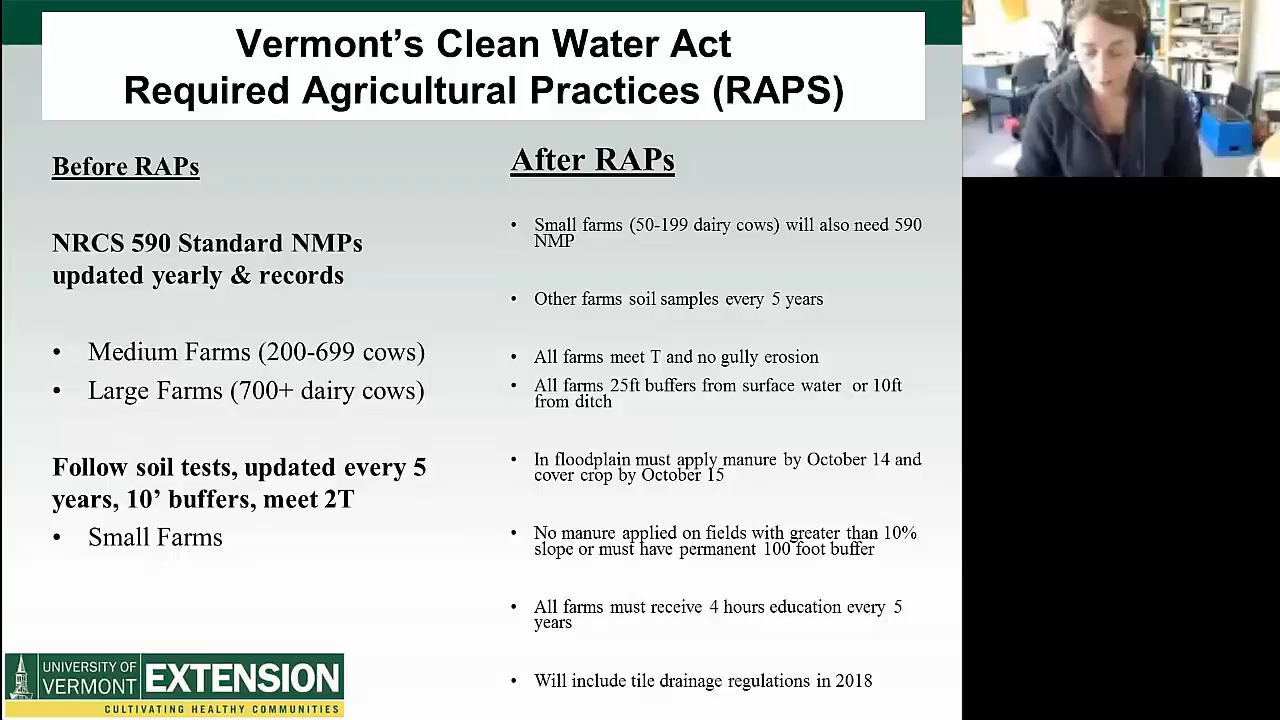 Vermont's Clean Water Act
Required Agricultural Practices (RAPS)
Before RAPs
NRCS 590 Standard NMPs
updated yearly & records
• Medium Farms (200-699 cows)
• Large Farms (700+ dairy cows)
Follow soil tests, updated every 5
years, 10’ buffers, meet 2T
• Small Farms
After RAPs
• Small farms (50-199 dairy cows) will also need 590
NMP
• Other farms soil samples every 5 years
• All farms meet T and no gully erosion
• All farms 25ft buffers from surface water or 10ft
from ditch
• In floodplain must apply manure by October 14 and
cover crop by October 15
• No manure applied on fields with greater than 10%
slope or must have permanent 100 foot buffer
• All farms must receive 4 hours education every 5
years
• Will include tile drainage regulations in 2018
UNIVERSITY OF
VERMONT
EXTENSION
CULTIVATING HEALTHY COMMUNITIES